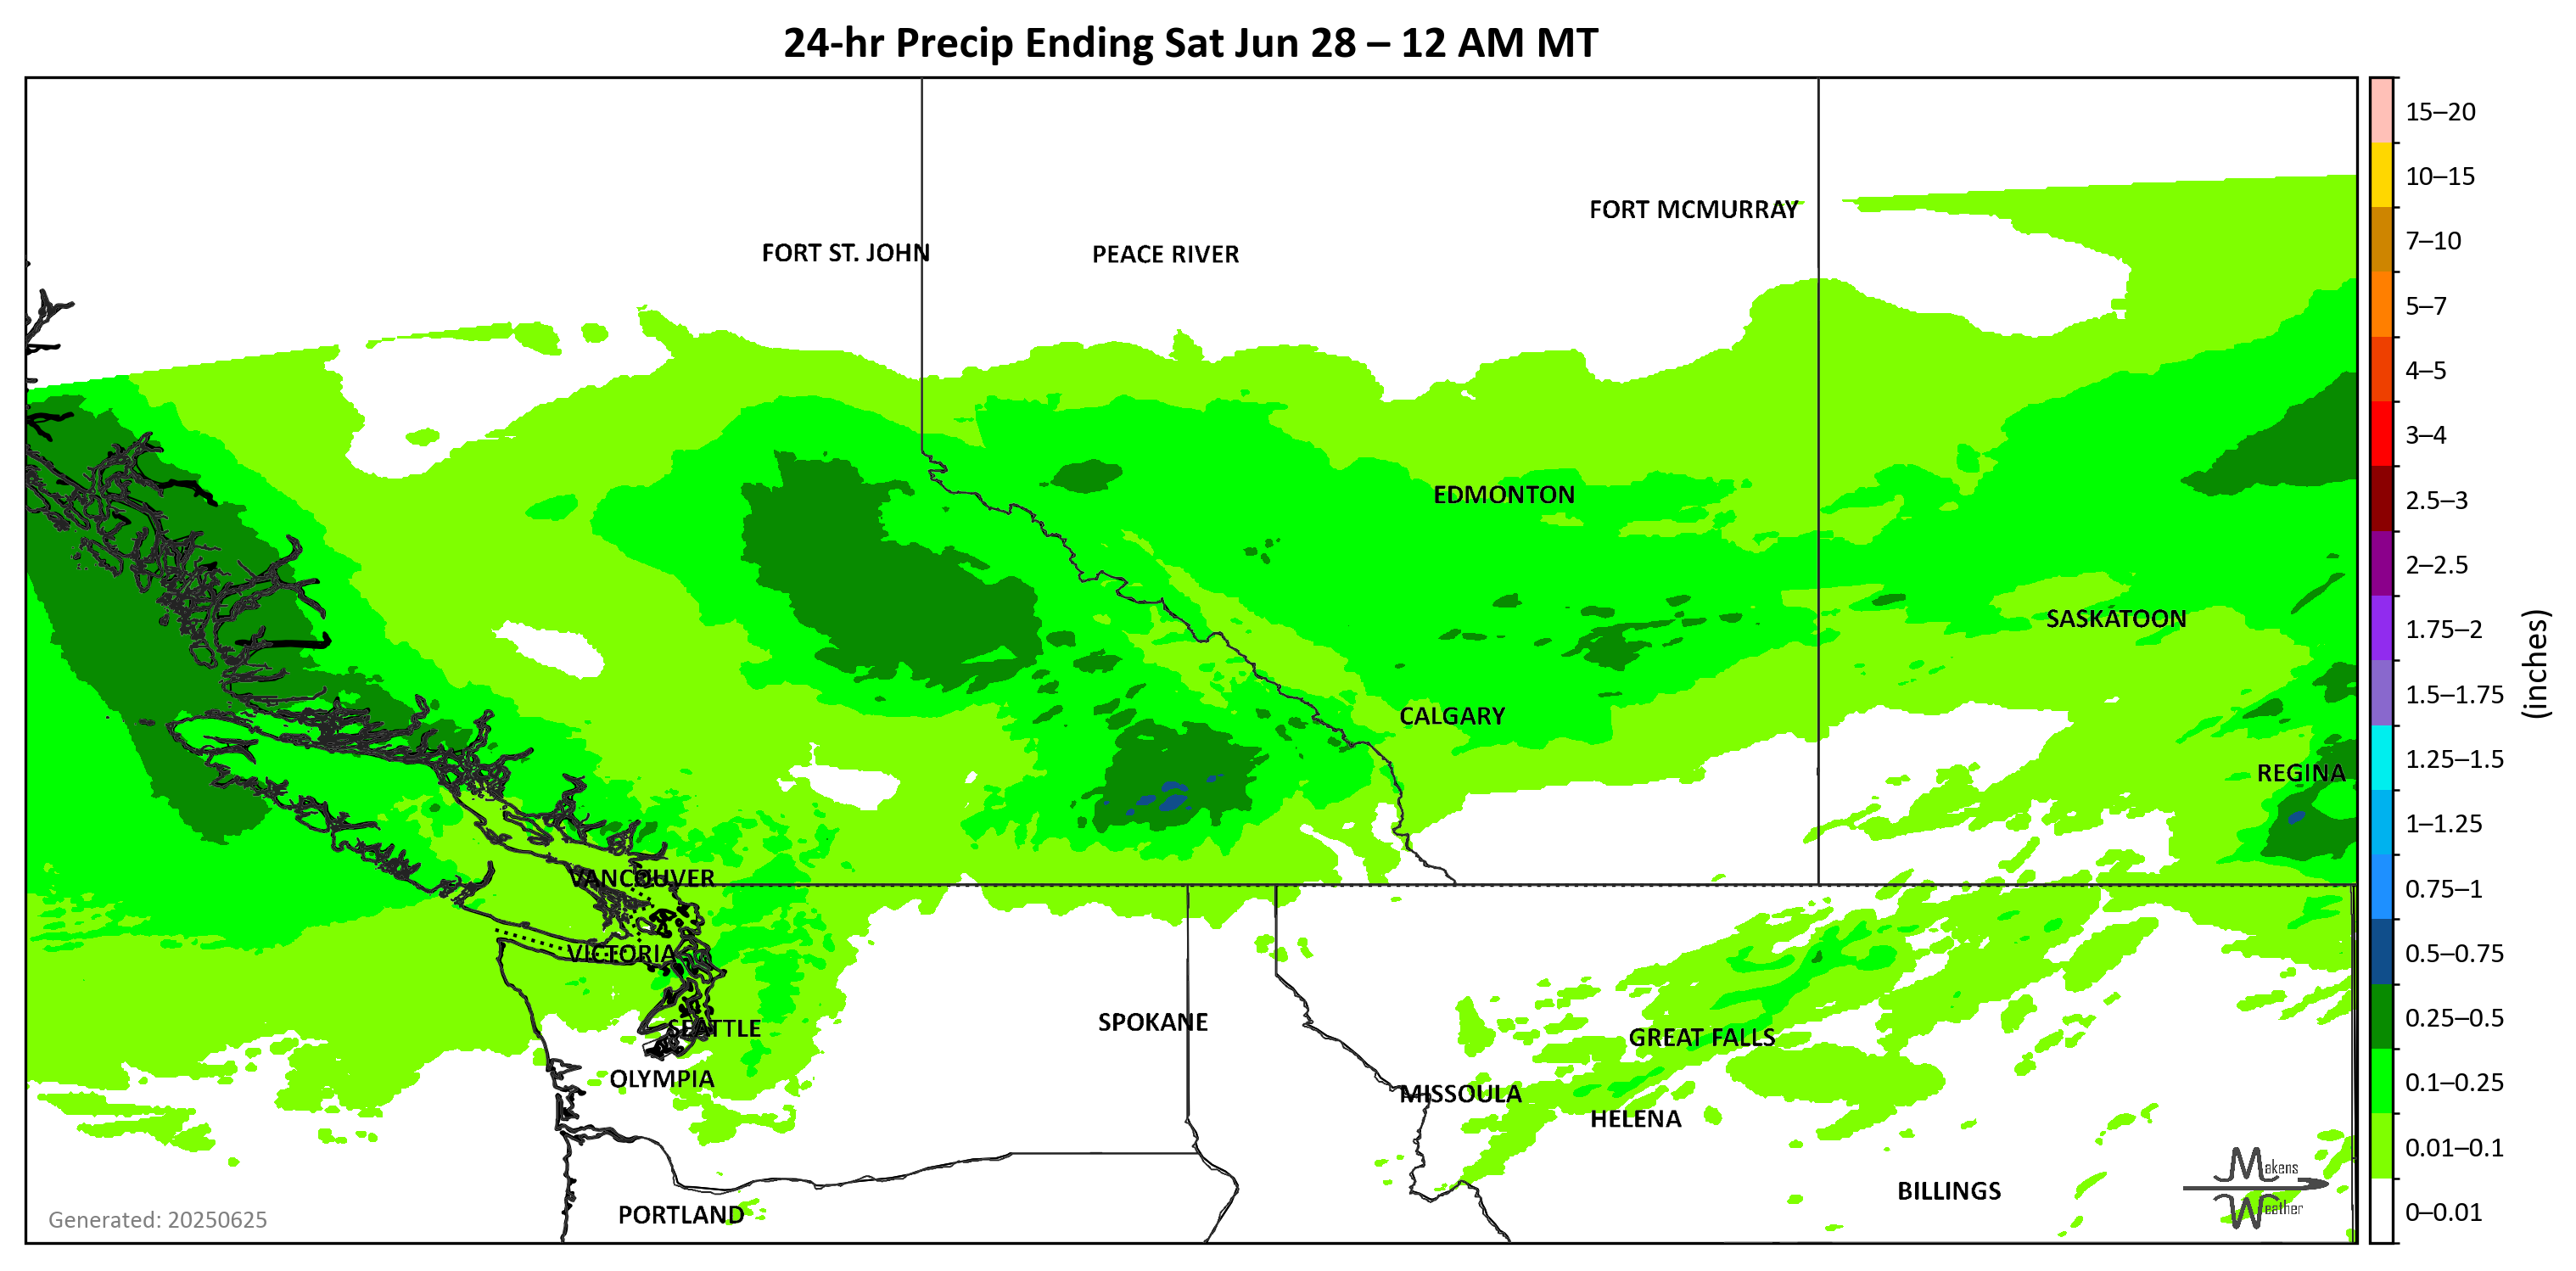 24-hr Precip Ending Sat Jun 28 – 12 AM MT
15–20
10–15
FORT MCMURRAY
7–10
FORT ST. JOHN
PEACE RIVER
5–7
4–5
3–4
EDMONTON
2.5–3
2–2.5
SASKATOON
1.75–2
(inches)
1.5–1.75
CALGARY
1.25–1.5
REGINA
1–1.25
VANCOUVER
0.75–1
VICTORIA
0.5–0.75
SPOKANE
0.25–0.5
SEATTLE
GREAT FALLS
OLYMPIA
0.1–0.25
MISSOULA
HELENA
0.01–0.1
Makens
Weather
BILLINGS
PORTLAND
0–0.01
Generated: 20250625